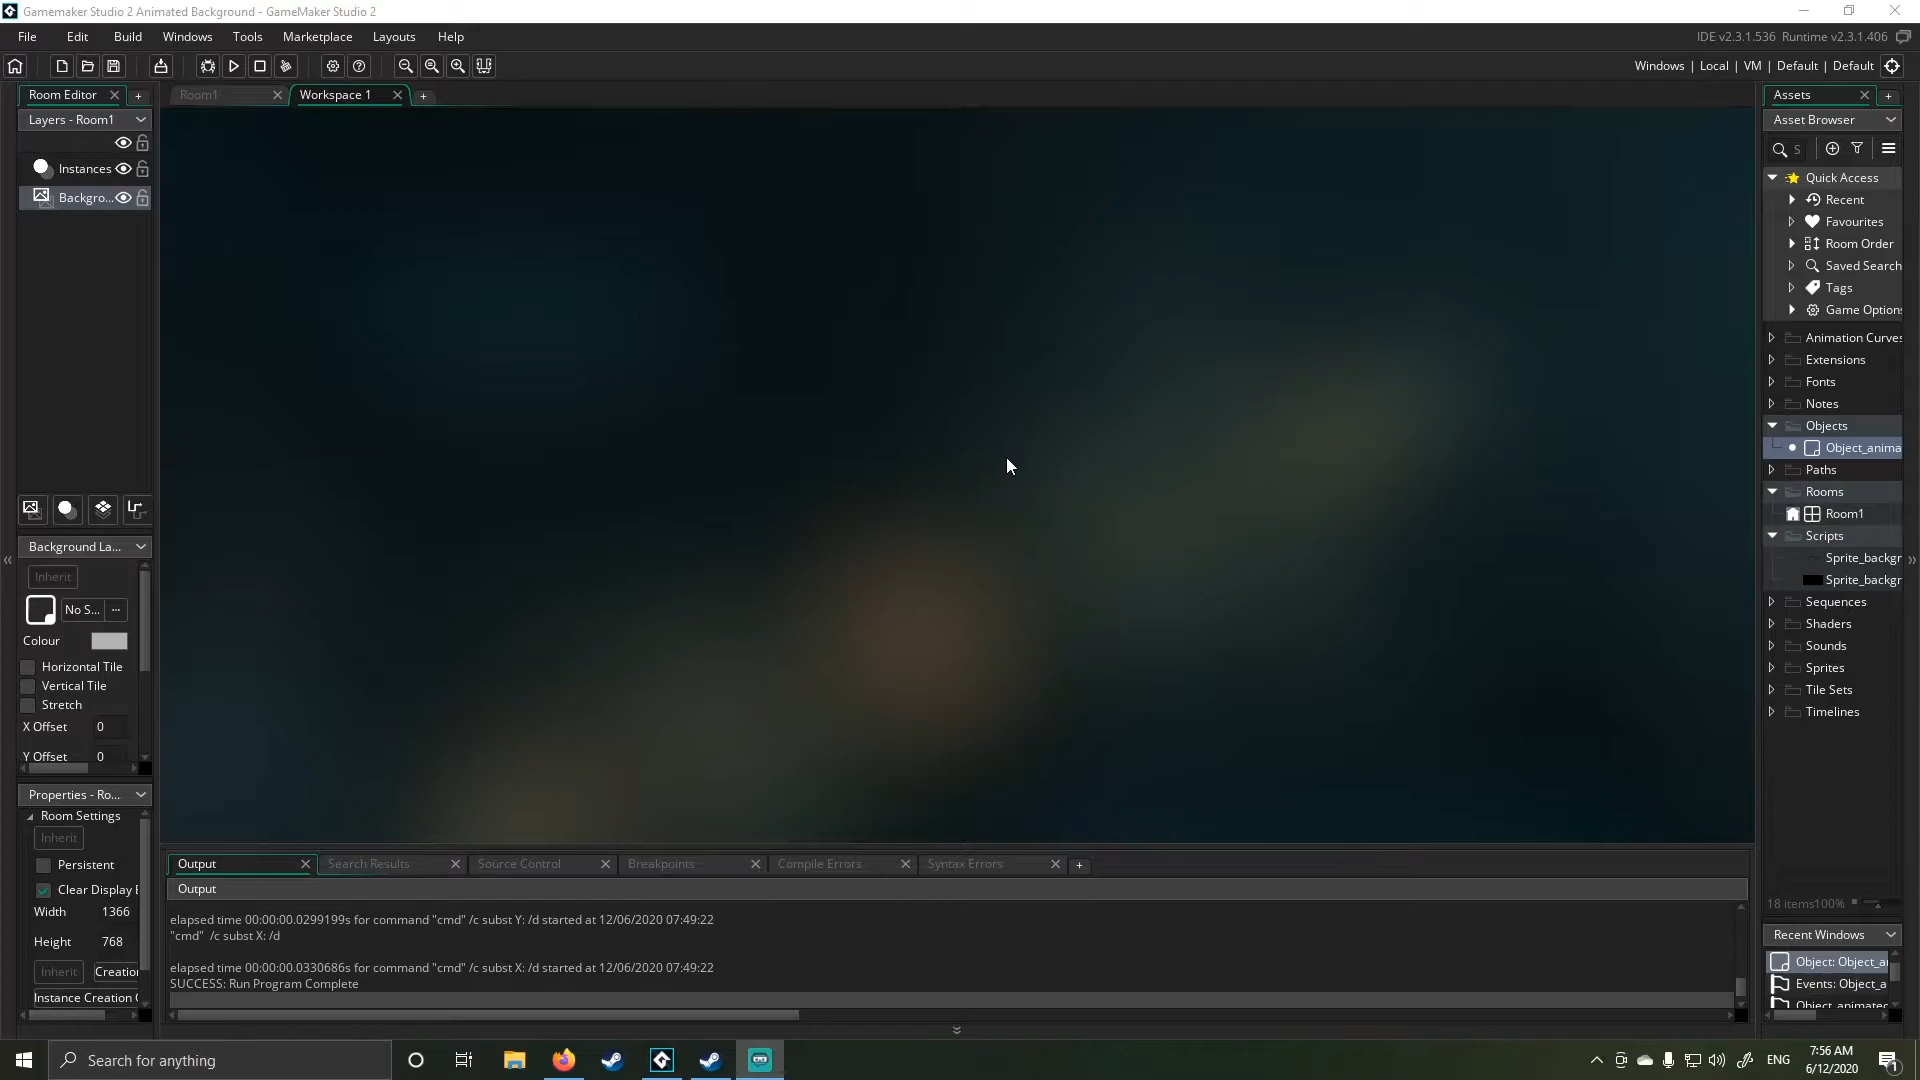 Gamemaker Studio 2 Animated Background - GameMaker Studio 2
File Edit Build Windows Tools Marketplace Layouts Help
IDE v2.3.1.536 Runtime v2.3.1.406
Windows | Local | VM | Default | Default
Room Editor
Room1
Workspace 1
Assets
Layers - Room1
Asset Browser
Instances
S
Backgro...
Quick Access
Recent
Favourites
Room Order
Saved Search
Tags
Game Options
Animation Curves
Extensions
Fonts
Notes
Objects
Object_anima
Paths
Rooms
Room1
Scripts
Sprite_backgr
Sprite_backgr
Sequences
Shaders
Sounds
Sprites
Tile Sets
Timelines
18 items 100%
Recent Windows
Object: Object_a
Events: Object_a
Object_animated
Background La...
Inherit
No S... ...
Colour
Horizontal Tile
Vertical Tile
Stretch
X Offset 0
Y Offset 0
Properties - Ro...
Room Settings
Inherit
Persistent
Clear Display B
Width 1366
Height 768
Inherit Creation
Instance Creation O
Output Search Results Source Control Breakpoints Compile Errors Syntax Errors
Output
elapsed time 00:00:00.0299199s for command "cmd" /c subst Y: /d started at 12/06/2020 07:49:22
"cmd" /c subst X: /d
elapsed time 00:00:00.0330686s for command "cmd" /c subst X: /d started at 12/06/2020 07:49:22
SUCCESS: Run Program Complete
Search for anything
ENG
7:56 AM
6/12/2020
1